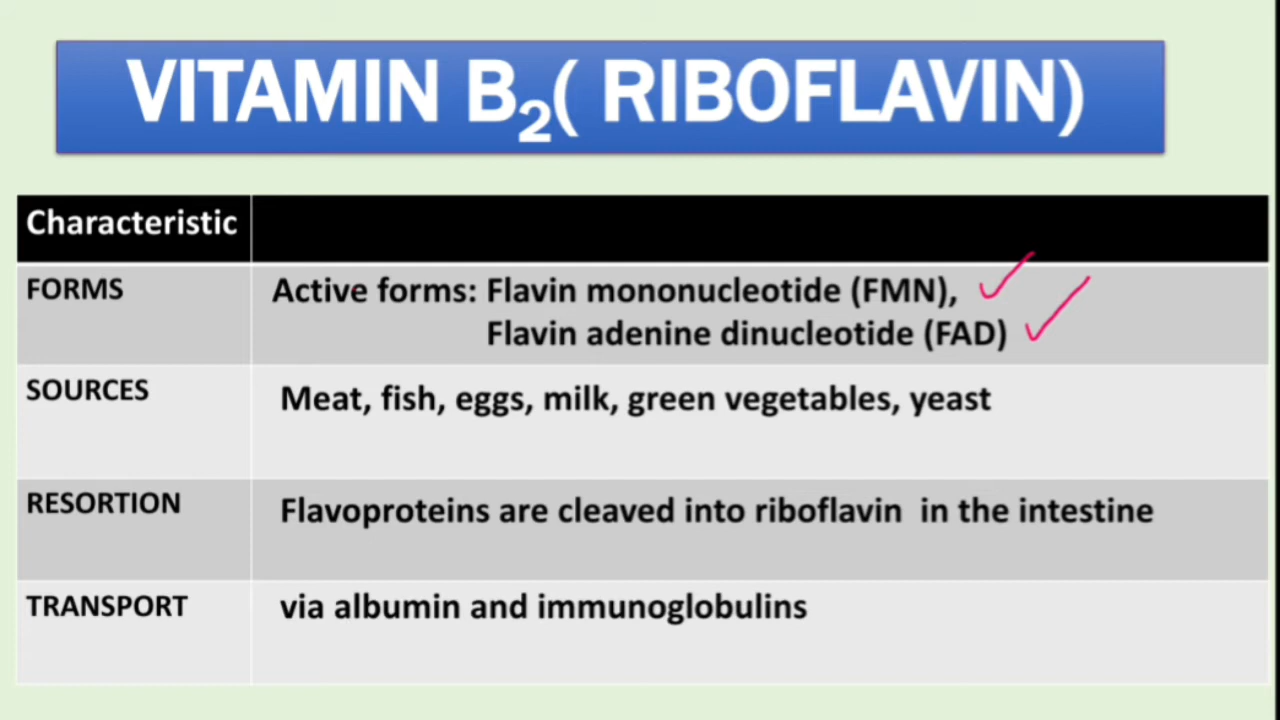 VITAMIN B₂( RIBOFLAVIN)
Characteristic
FORMS
Active forms: Flavin mononucleotide (FMN),
Flavin adenine dinucleotide (FAD)
SOURCES
Meat, fish, eggs, milk, green vegetables, yeast
RESORTION
Flavoproteins are cleaved into riboflavin in the intestine
TRANSPORT
via albumin and immunoglobulins